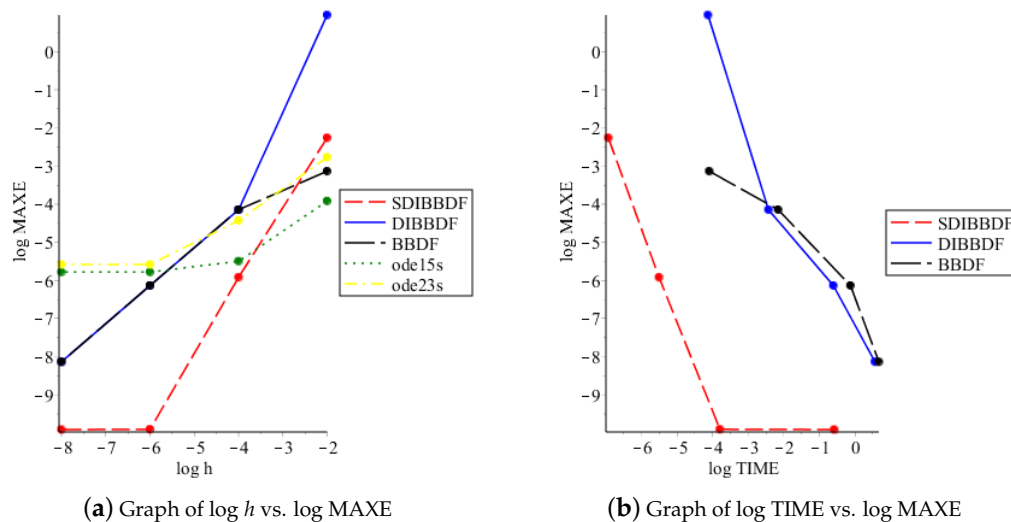 0
−1
−2
−3
−4
−5
−6
−7
−8
−9
log MAXE
−8 −7 −6 −5 −4 −3 −2
log h
SDIBBDF
DIBBDF
BBDF
ode15s
ode23s
(a) Graph of log h vs. log MAXE
0
−1
−2
−3
−4
−5
−6
−7
−8
−9
log MAXE
−6 −5 −4 −3 −2 −1 0
log TIME
SDIBBDF
DIBBDF
BBDF
(b) Graph of log TIME vs. log MAXE